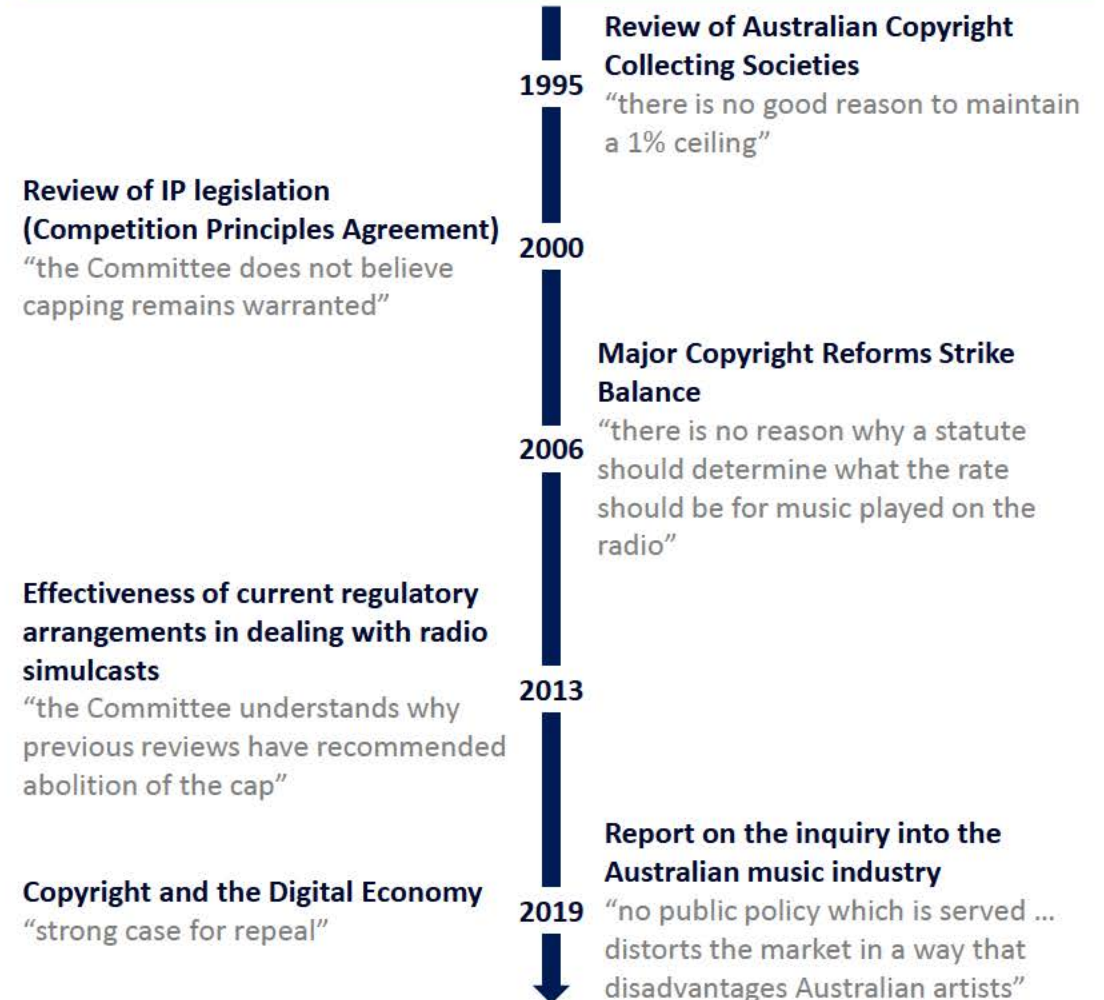 Review of Australian Copyright
Collecting Societies
1995
“there is no good reason to maintain
a 1% ceiling”
Review of IP legislation
(Competition Principles Agreement)
2000
“the Committee does not believe
capping remains warranted”
Major Copyright Reforms Strike
Balance
2006
“there is no reason why a statute
should determine what the rate
should be for music played on the
radio”
Effectiveness of current regulatory
arrangements in dealing with radio
simulcasts
2013
“the Committee understands why
previous reviews have recommended
abolition of the cap”
Copyright and the Digital Economy
“strong case for repeal”
2019
Report on the inquiry into the
Australian music industry
“no public policy which is served ...
distorts the market in a way that
disadvantages Australian artists”